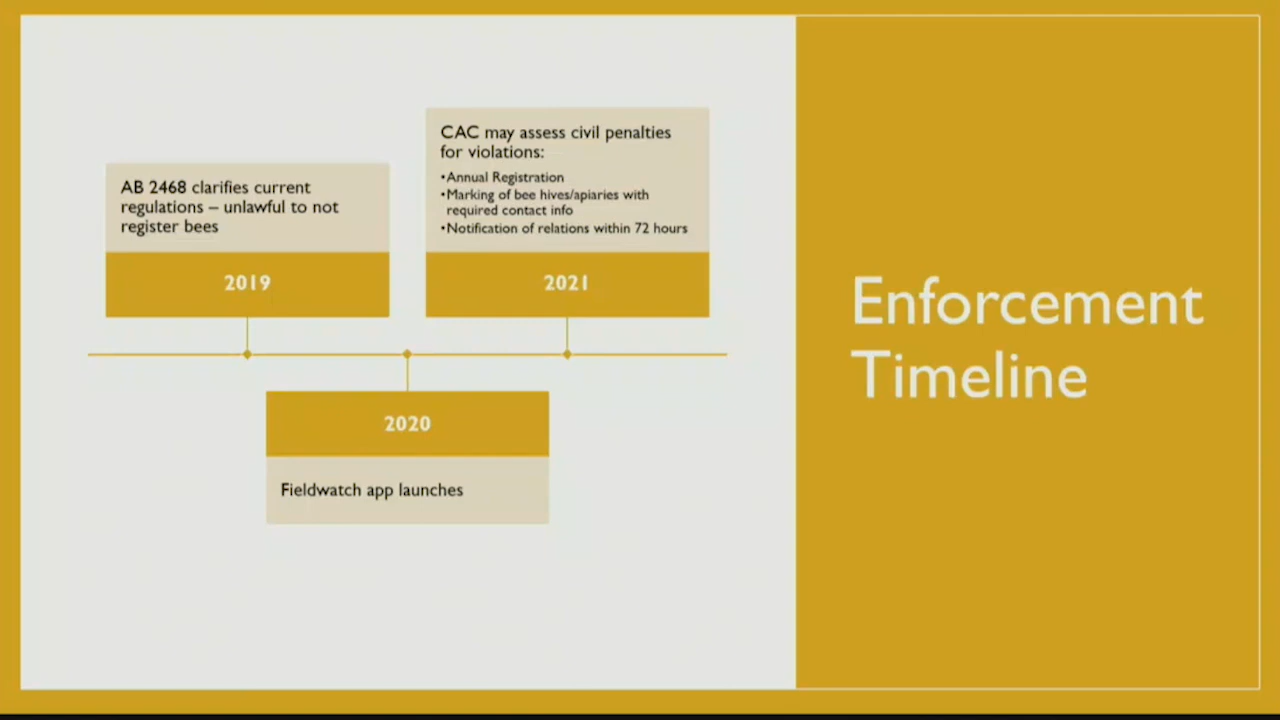 AB 2468 clarifies current
regulations – unlawful to not
register bees
2019
CAC may assess civil penalties
for violations:
•Annual Registration
•Marking of bee hives/apiaries with
required contact info
•Notification of relations within 72 hours
2021
2020
Fieldwatch app launches
Enforcement
Timeline